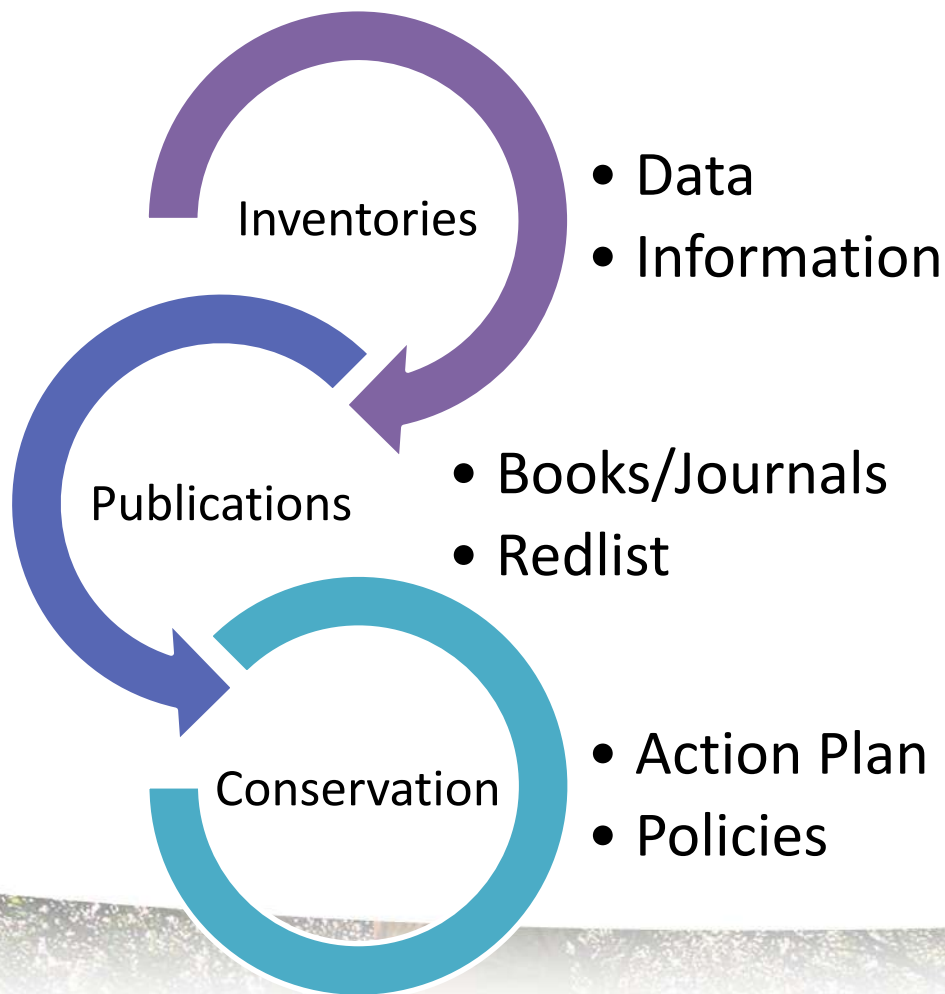 Inventories
• Data
• Information
Publications
• Books/Journals
• Redlist
Conservation
• Action Plan
• Policies